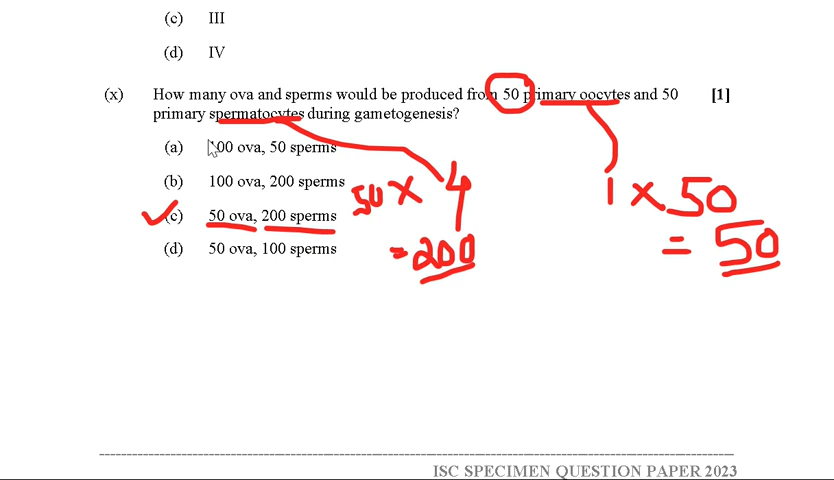 (c) III
(d) IV
(x) How many ova and sperms would be produced from 50 primary oocytes and 50 [1]
primary spermatocytes during gametogenesis?
(a) 100 ova, 50 sperms
(b) 100 ova, 200 sperms
(c) 50 ova, 200 sperms
(d) 50 ova, 100 sperms
50 x 4
= 200
1 x 50
= 50
ISC SPECIMEN QUESTION PAPER 2023